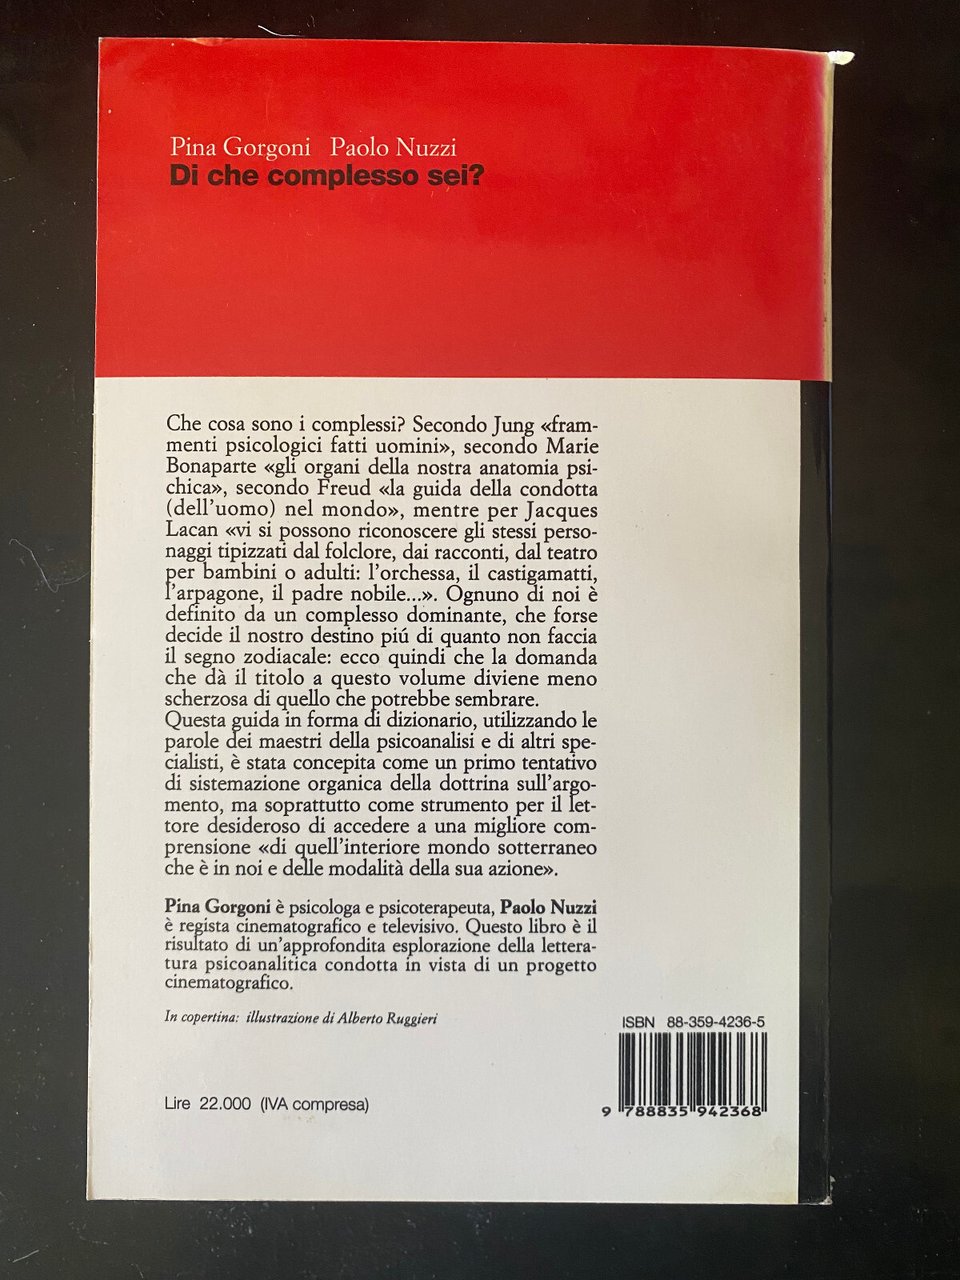 Pina Gorgoni Paolo Nuzzi
Di che complesso sei?
Che cosa sono i complessi? Secondo Jung «fram-
menti psicologici fatti uomini», secondo Marie
Bonaparte «gli organi della nostra anatomia psi-
chica», secondo Freud «la guida della condotta
(dell'uomo) nel mondo», mentre per Jacques
Lacan «vi si possono riconoscere gli stessi perso-
naggi tipizzati dal folclore, dai racconti, dal teatro
per bambini o adulti: l'orchessa, il castigamatti,
l'arpagone, il padre nobile...». Ognuno di noi è
definito da un complesso dominante, che forse
decide il nostro destino piú di quanto non faccia
il segno zodiacale: ecco quindi che la domanda
che dà il titolo a questo volume diviene meno
scherzosa di quello che potrebbe sembrare.
Questa guida in forma di dizionario, utilizzando le
parole dei maestri della psicoanalisi e di altri spe-
cialisti, è stata concepita come un primo tentativo
di sistemazione organica della dottrina sull'argo-
mento, ma soprattutto come strumento per il let-
tore desideroso di accedere a una migliore com-
prensione «di quell'interiore mondo sotterraneo
che è in noi e delle modalità della sua azione».
Pina Gorgoni è psicologa e psicoterapeuta, Paolo Nuzzi
è regista cinematografico e televisivo. Questo libro è il
risultato di un'approfondita esplorazione della lettera-
tura psicoanalitica condotta in vista di un progetto
cinematografico.
In copertina: illustrazione di Alberto Ruggieri
ISBN 88-359-4236-5
Lire 22.000 (IVA compresa)
9 788835 942368